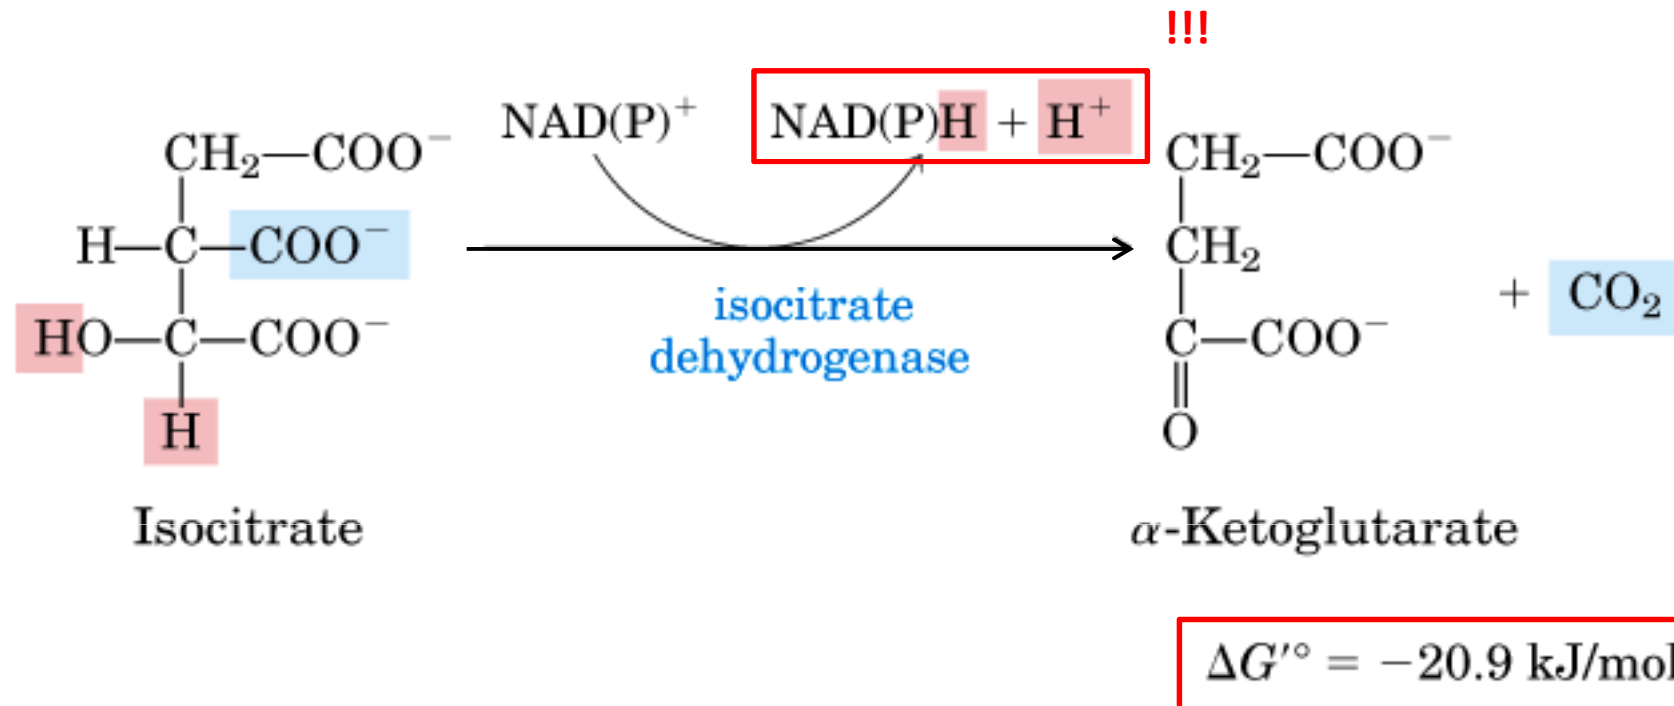 !!!
NAD(P)⁺
NAD(P)H + H⁺
CH₂—COO⁻
H—C—COO⁻
HO—C—COO⁻
H
Isocitrate
isocitrate
dehydrogenase
CH₂—COO⁻
CH₂
C—COO⁻
O
+ CO₂
α-Ketoglutarate
ΔG′° = −20.9 kJ/mol